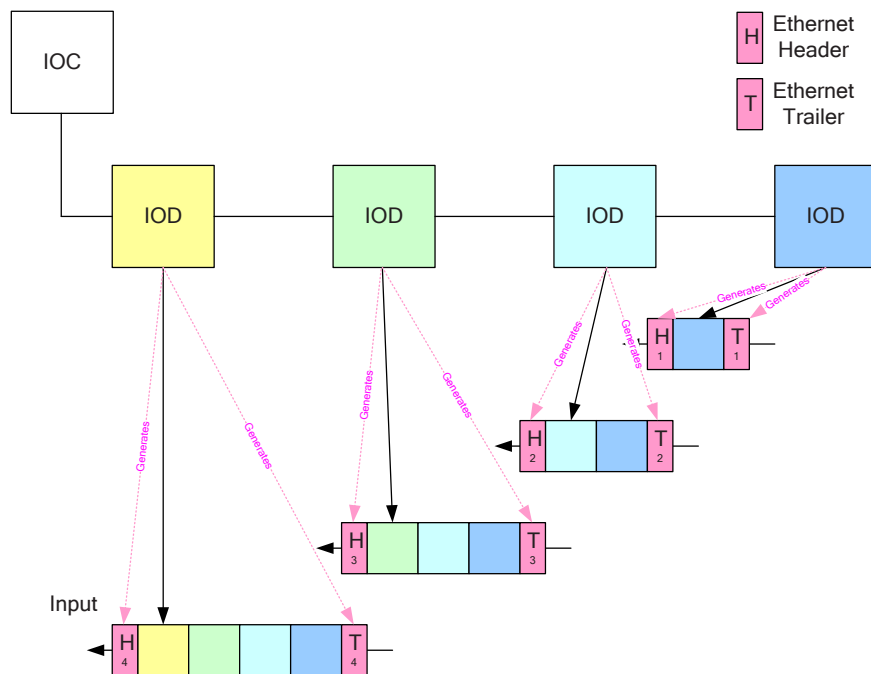 IOC
H
Ethernet
Header
T
Ethernet
Trailer
IOD
IOD
IOD
IOD
Generates
Generates
H
1
T
1
Generates
Generates
H
2
T
2
Generates
Generates
H
3
T
3
Generates
Generates
Input
H
4
T
4